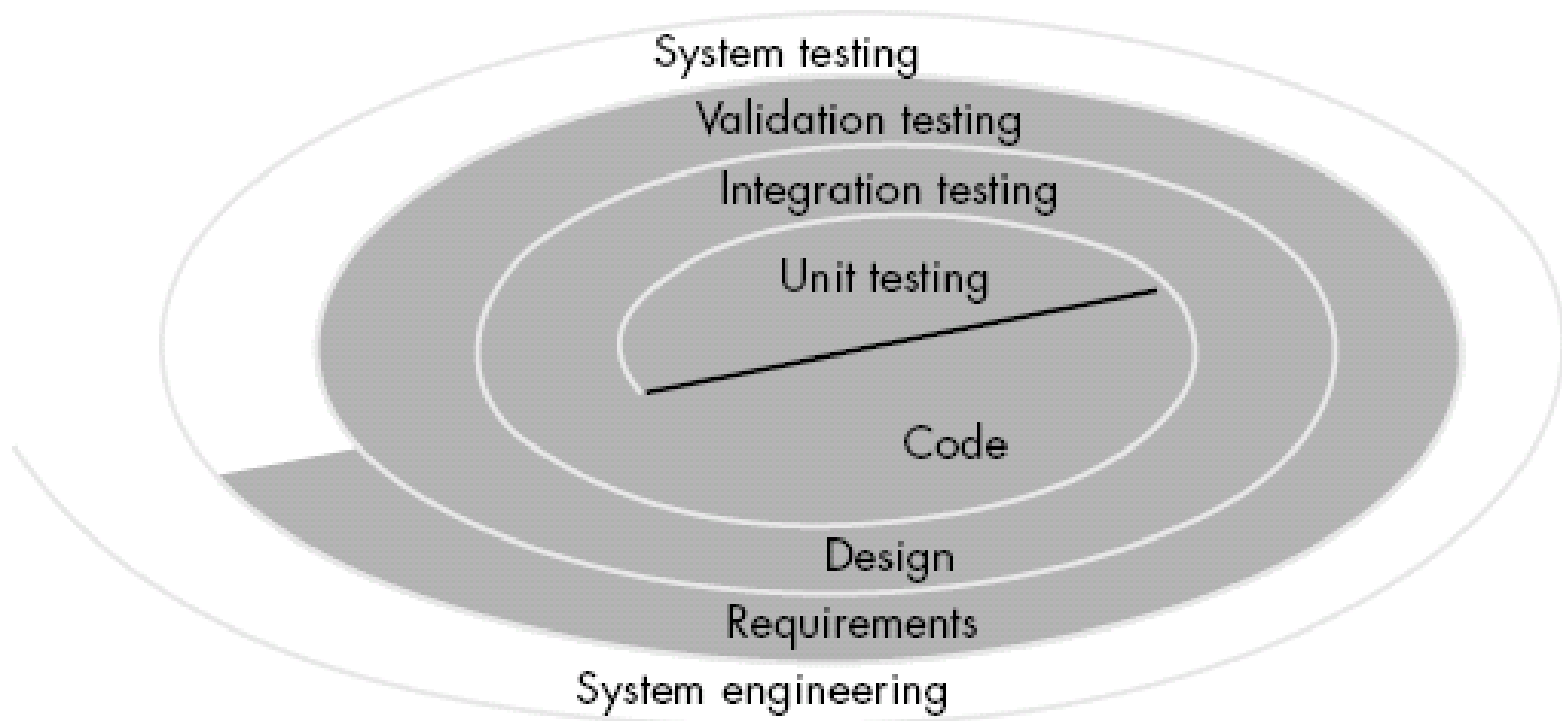 System testing
Validation testing
Integration testing
Unit testing
Code
Design
Requirements
System engineering